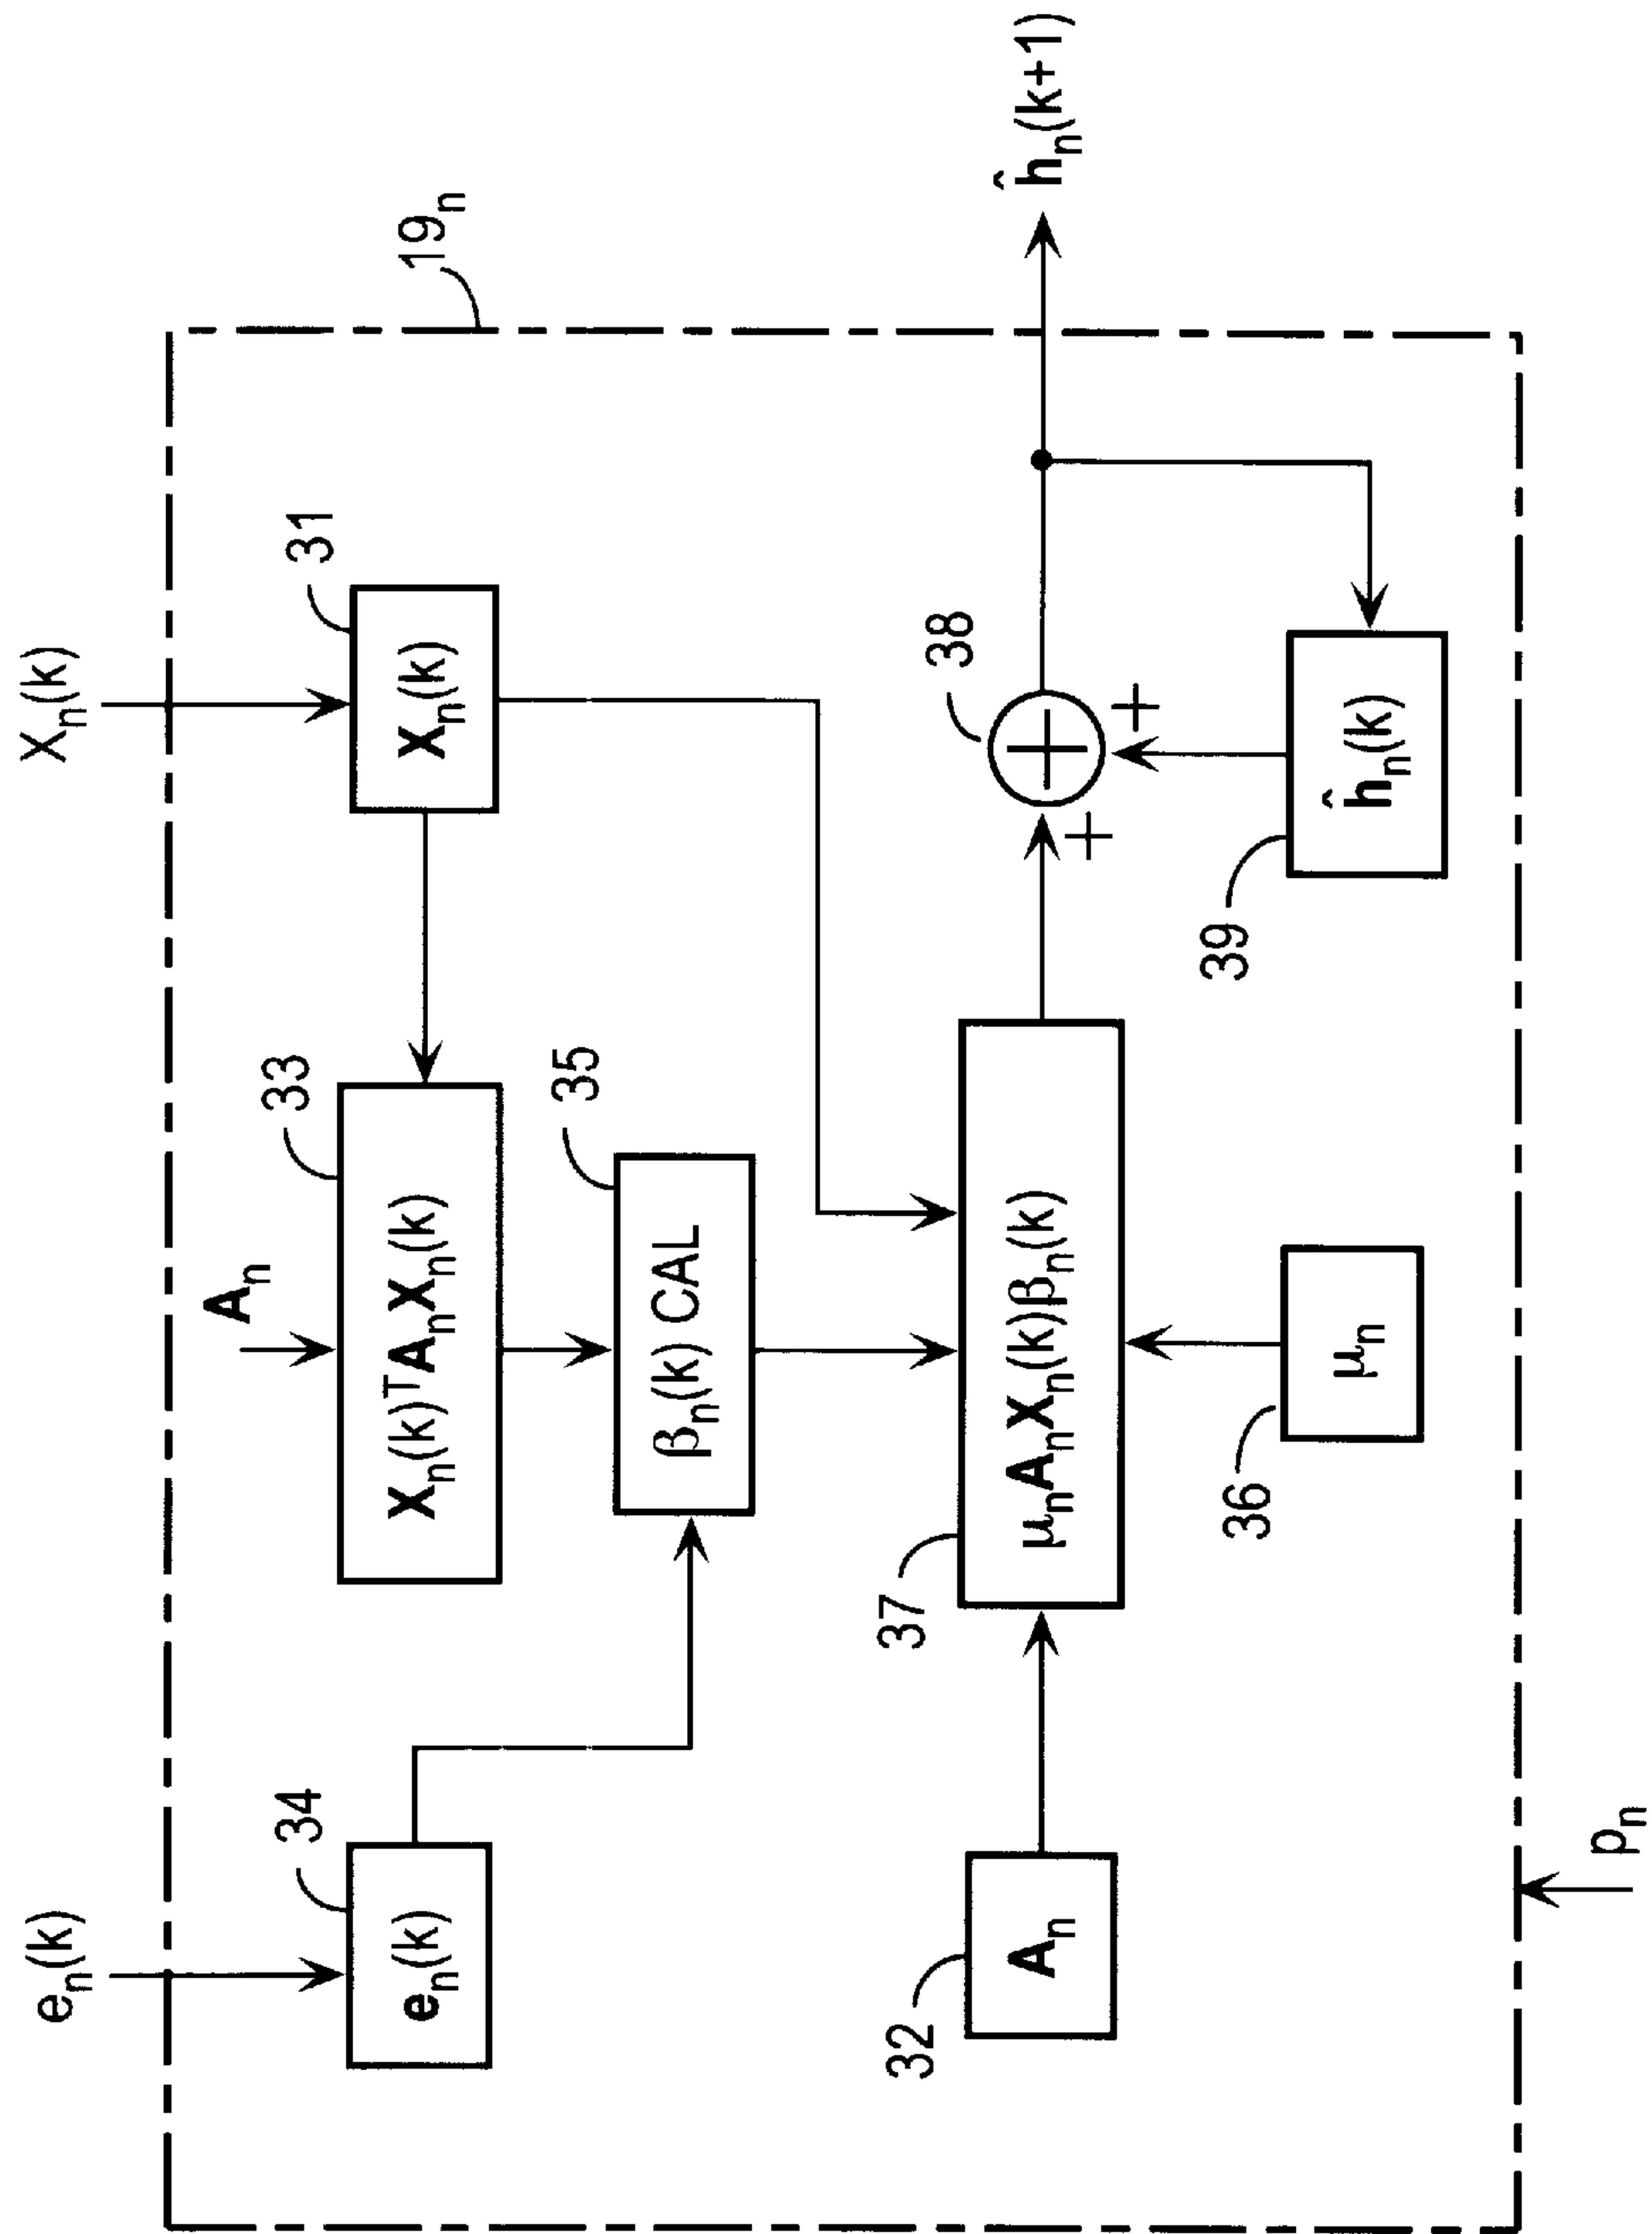 eₙ(k)
Xₙ(k)
19ₙ
34
𝐞ₙ(k)
𝐀ₙ
33
𝐗ₙ(k)ᵀ𝐀ₙ𝐗ₙ(k)
31
𝐗ₙ(k)
35
βₙ(k) CAL
32
𝐀ₙ
37
μₙ𝐀ₙ𝐗ₙ(k)βₙ(k)
38
+
+
+
𝐡̂ₙ(k+1)
36
μₙ
39
𝐡̂ₙ(k)
pₙ